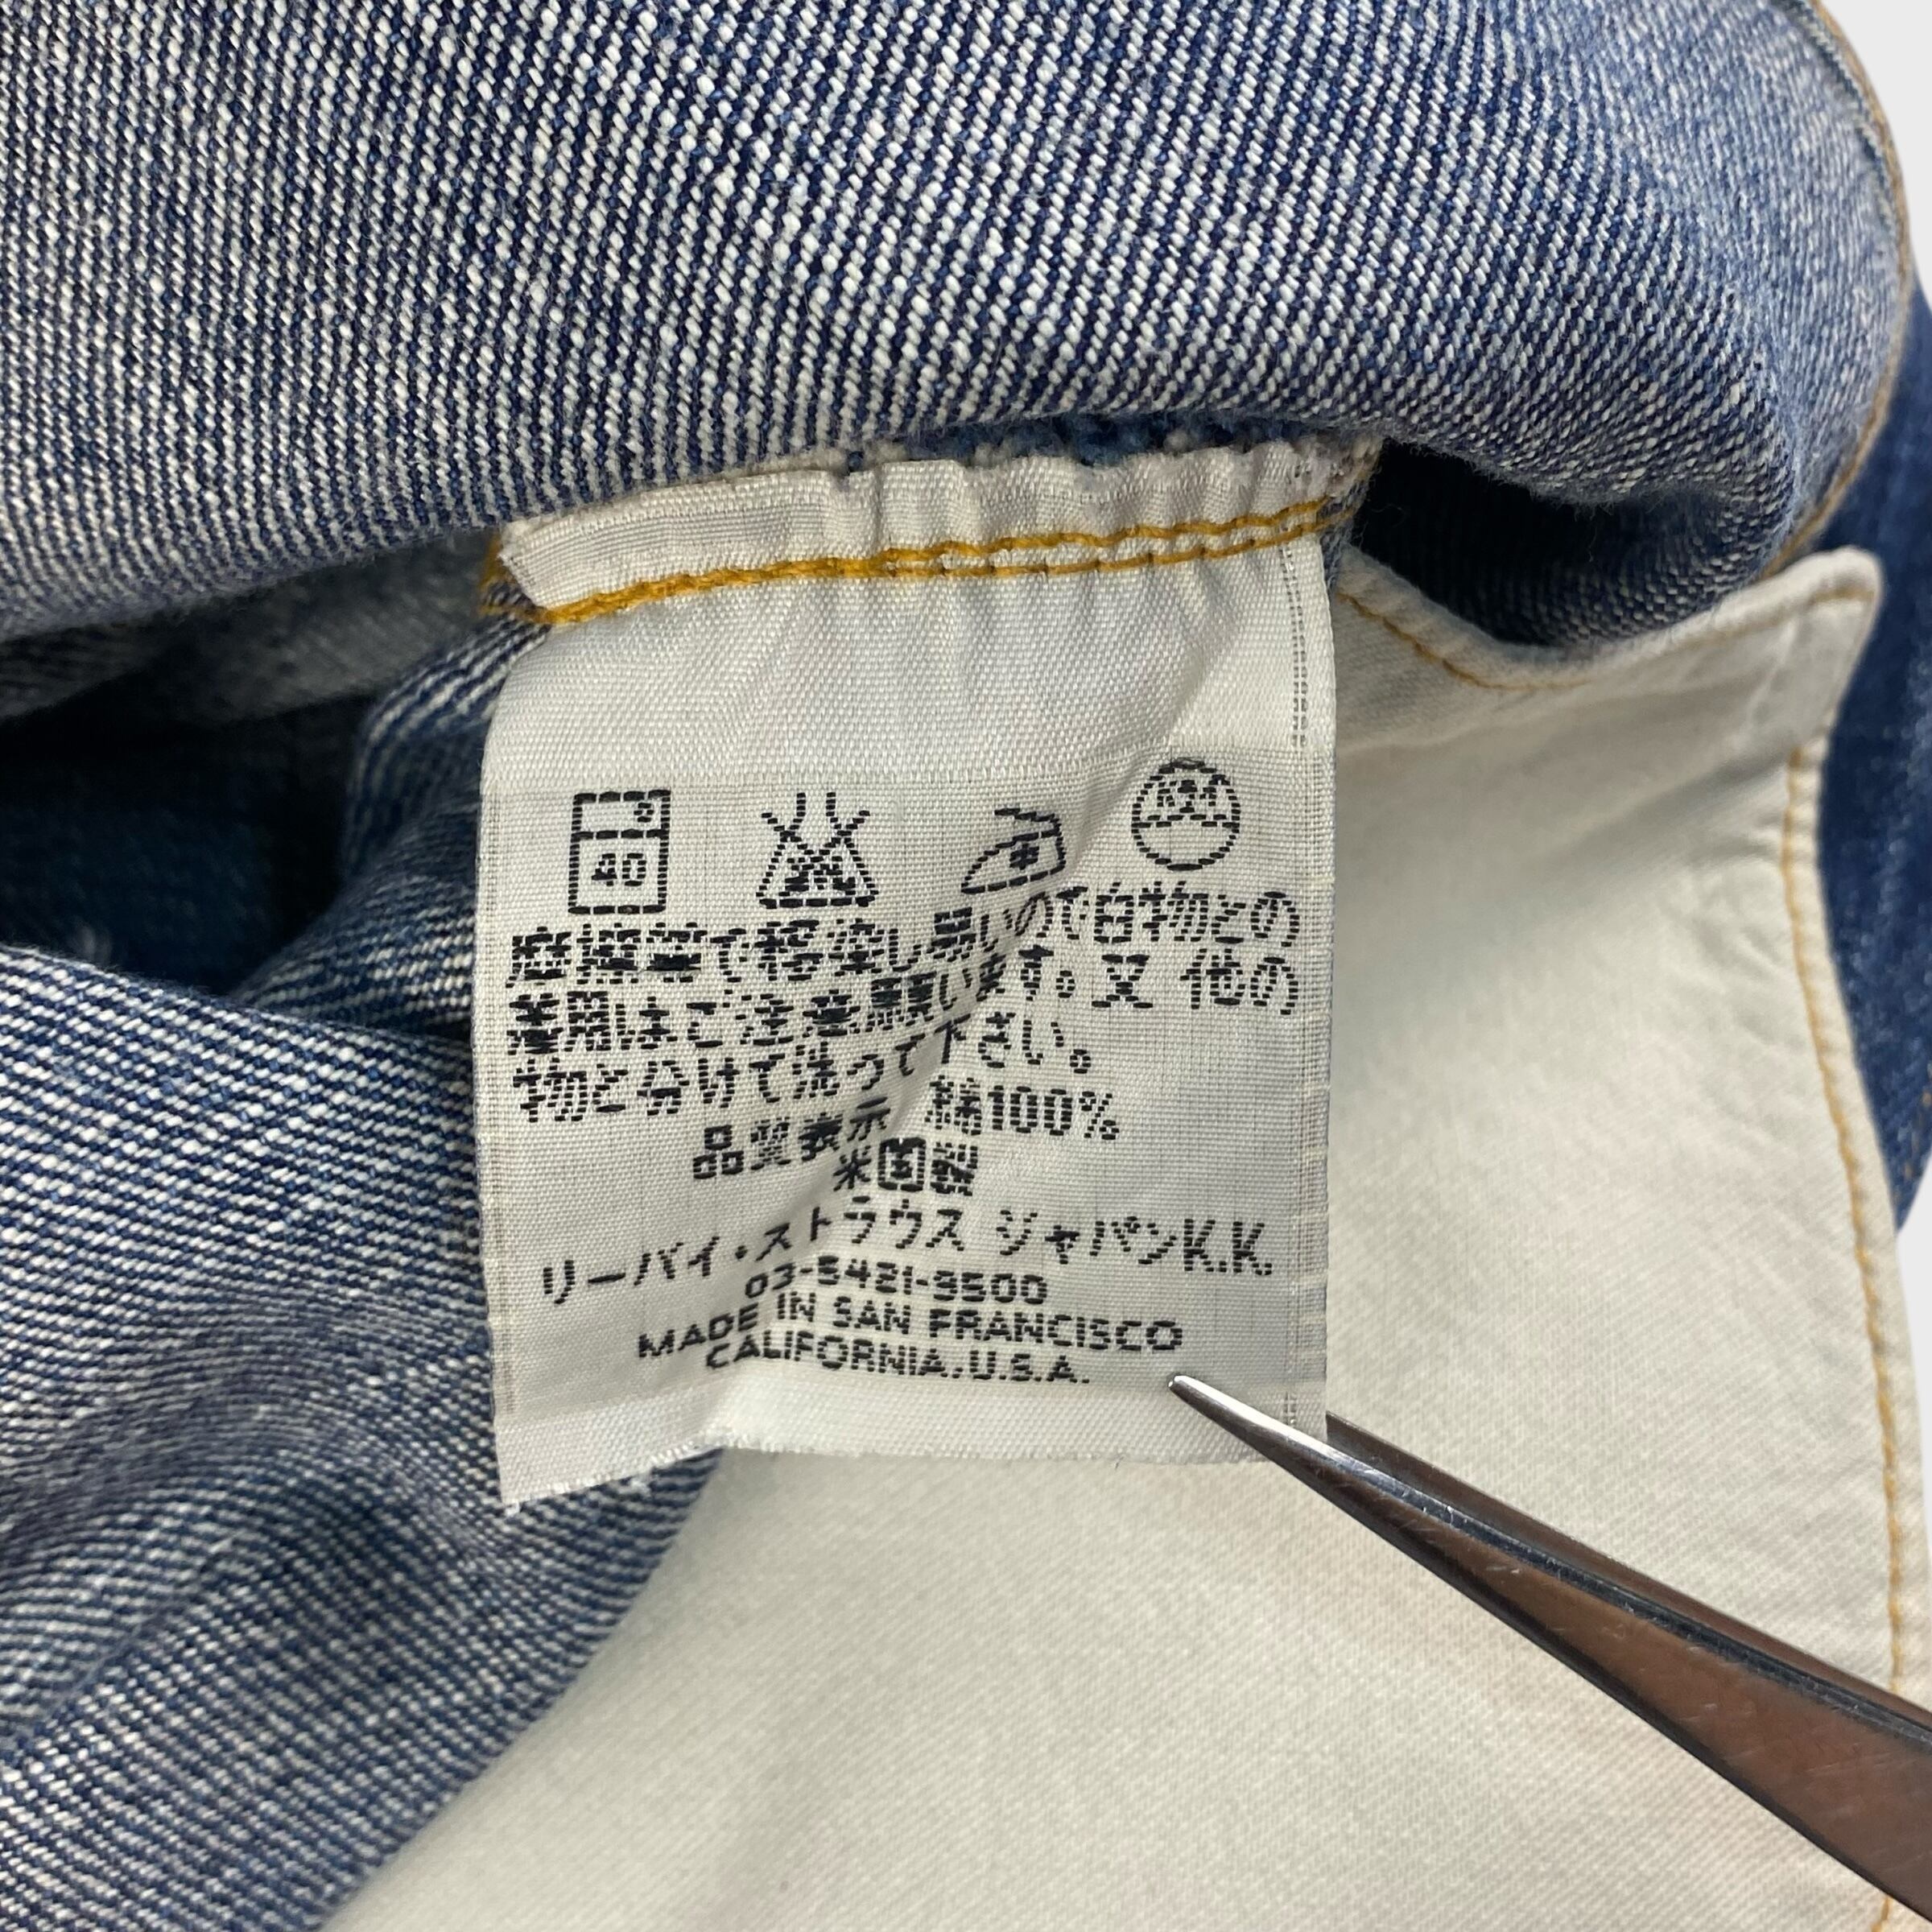 40
摩擦等で移染し易いので白物との
着用はご注意願います。又 他の
物と分けて洗って下さい。
品質表示 綿100%
米国製
リーバイ・ストラウス ジャパンK.K.
03-5421-9500
MADE IN SAN FRANCISCO
CALIFORNIA.U.S.A.